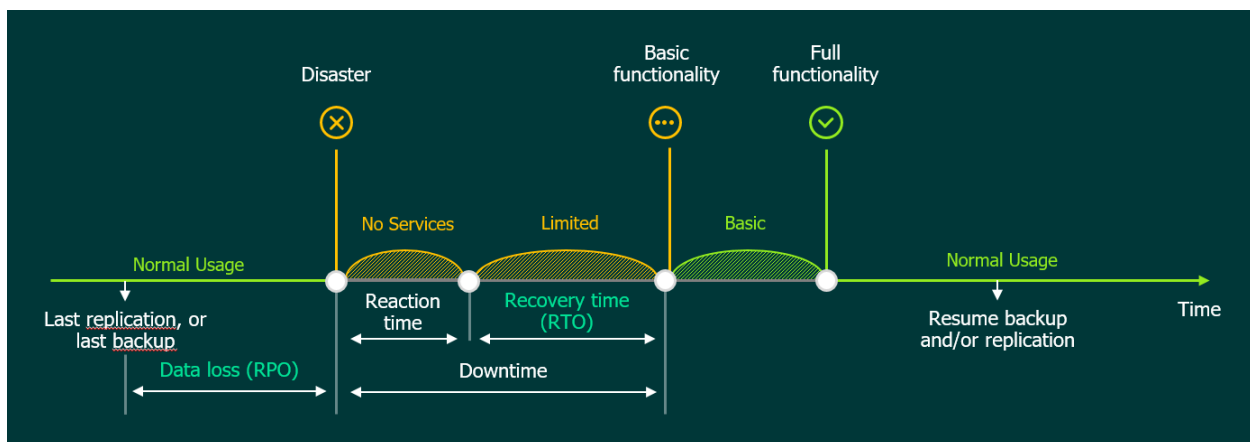 Disaster
Basic
functionality
Full
functionality
No Services
Limited
Basic
Normal Usage
Normal Usage
Last replication, or
last backup
Reaction
time
Recovery time
(RTO)
Resume backup
and/or replication
Time
Data loss (RPO)
Downtime